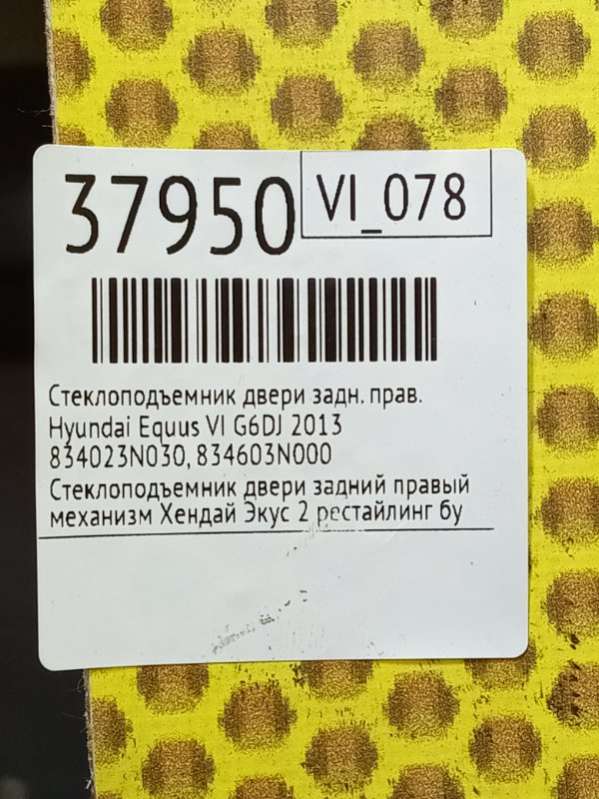 37950
VI_078
Стеклоподъемник двери задн. прав.
Hyundai Equus VI G6DJ 2013
834023N030, 834603N000
Стеклоподъемник двери задний правый
механизм Хендай Экус 2 рестайлинг бу